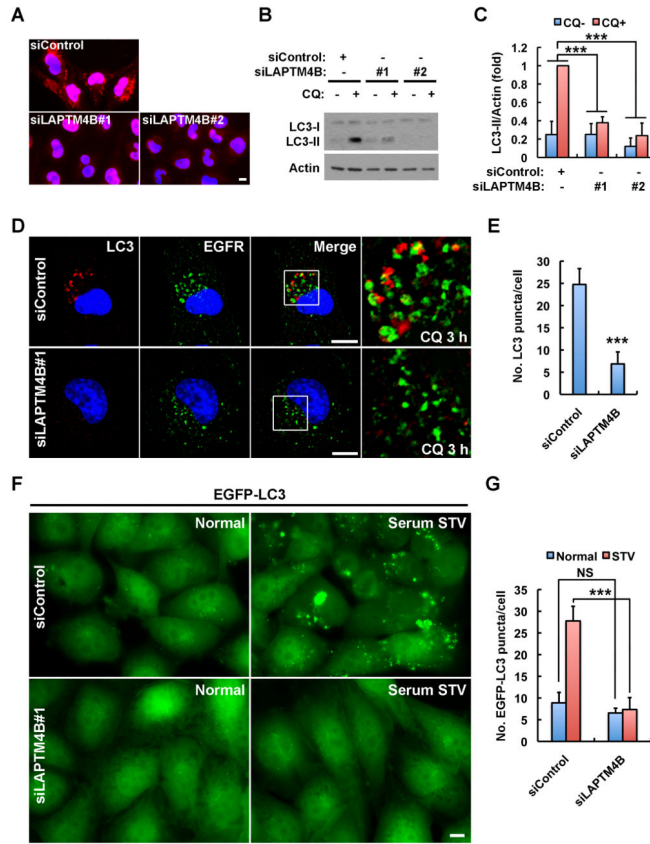 A
siControl
siLAPTM4B#1
siLAPTM4B#2
B
siControl: + - -
siLAPTM4B: - #1 #2
CQ: - + - + - +
LC3-I
LC3-II
Actin
C
CQ- CQ+
***
***
LC3-II/Actin (fold)
1.2
1
0.8
0.6
0.4
0.2
0
siControl: + - -
siLAPTM4B: - #1 #2
D
LC3 EGFR Merge
siControl
CQ 3 h
siLAPTM4B#1
CQ 3 h
E
No. LC3 puncta/cell
30
25
20
15
10
5
0
***
siControl siLAPTM4B
F
EGFP-LC3
siControl
Normal
Serum STV
siLAPTM4B#1
Normal
Serum STV
G
Normal STV
NS
***
No. EGFP-LC3 puncta/cell
40
35
30
25
20
15
10
5
0
siControl siLAPTM4B